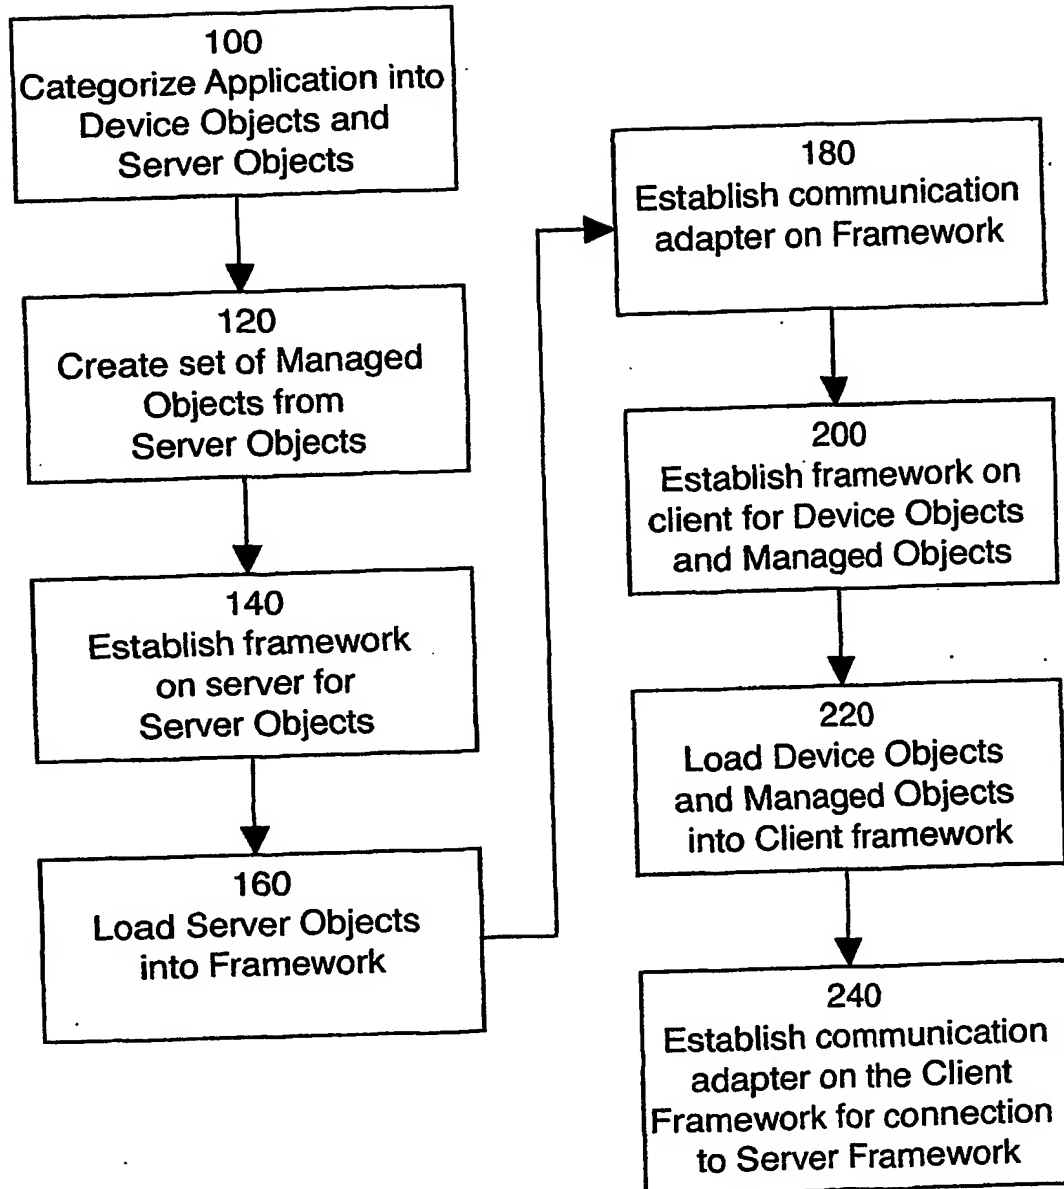 100
Categorize Application into
Device Objects and
Server Objects
120
Create set of Managed
Objects from
Server Objects
140
Establish framework
on server for
Server Objects
160
Load Server Objects
into Framework
180
Establish communication
adapter on Framework
200
Establish framework on
client for Device Objects
and Managed Objects
220
Load Device Objects
and Managed Objects
into Client framework
240
Establish communication
adapter on the Client
Framework for connection
to Server Framework